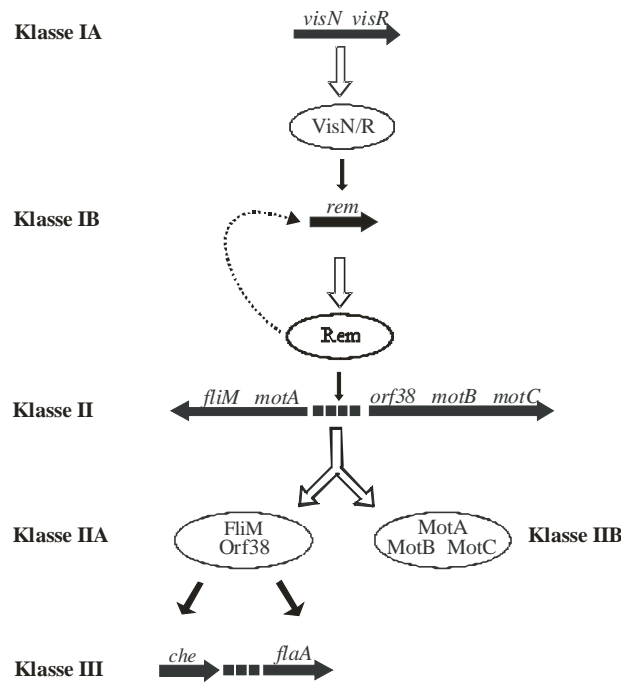 visN visR
Klasse IA
VisN/R
rem
Klasse IB
Rem
fliM motA orf38 motB motC
Klasse II
FliM
Orf38
Klasse IIA
MotA
MotB MotC
Klasse IIB
che flaA
Klasse III